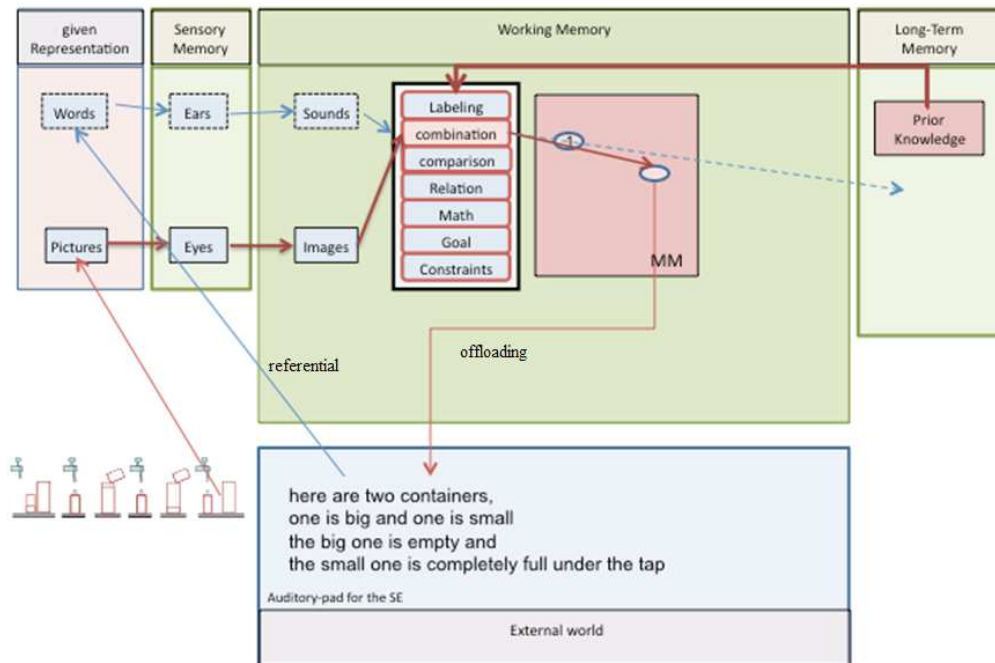 given
Representation
Sensory
Memory
Working Memory
Long-Term
Memory
Words
Ears
Sounds
Labeling
combination
comparison
Relation
Math
Goal
Constraints
1
MM
Prior
Knowledge
Pictures
Eyes
Images
referential
offloading
here are two containers,
one is big and one is small
the big one is empty and
the small one is completely full under the tap
Auditory-pad for the SE
External world